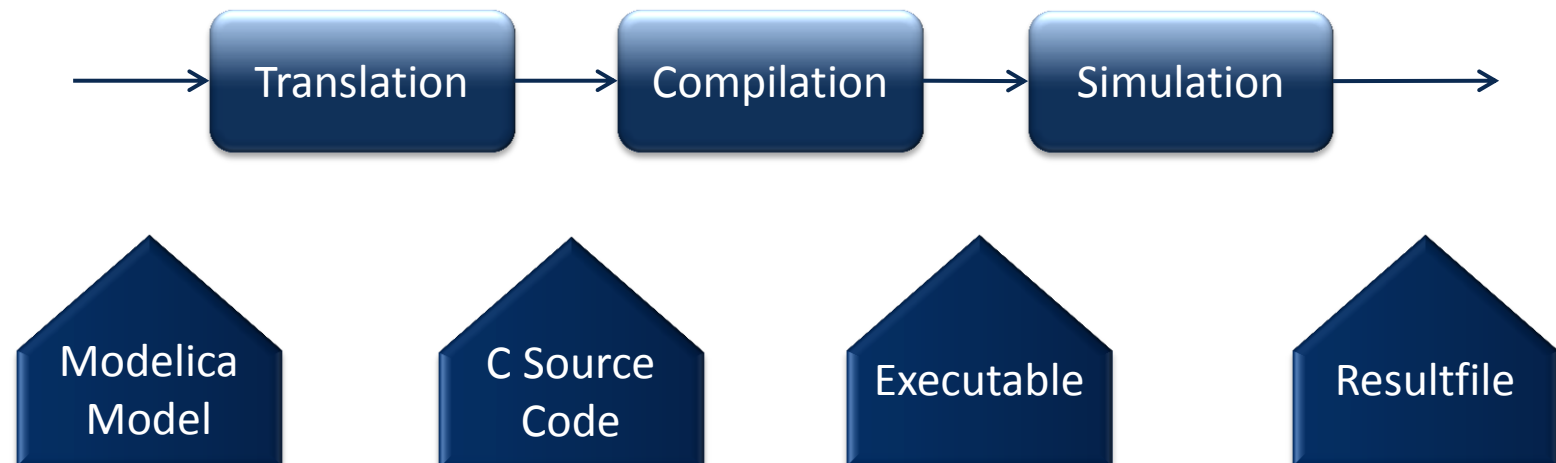 Translation
Compilation
Simulation
Modelica
Model
C Source
Code
Executable
Resultfile